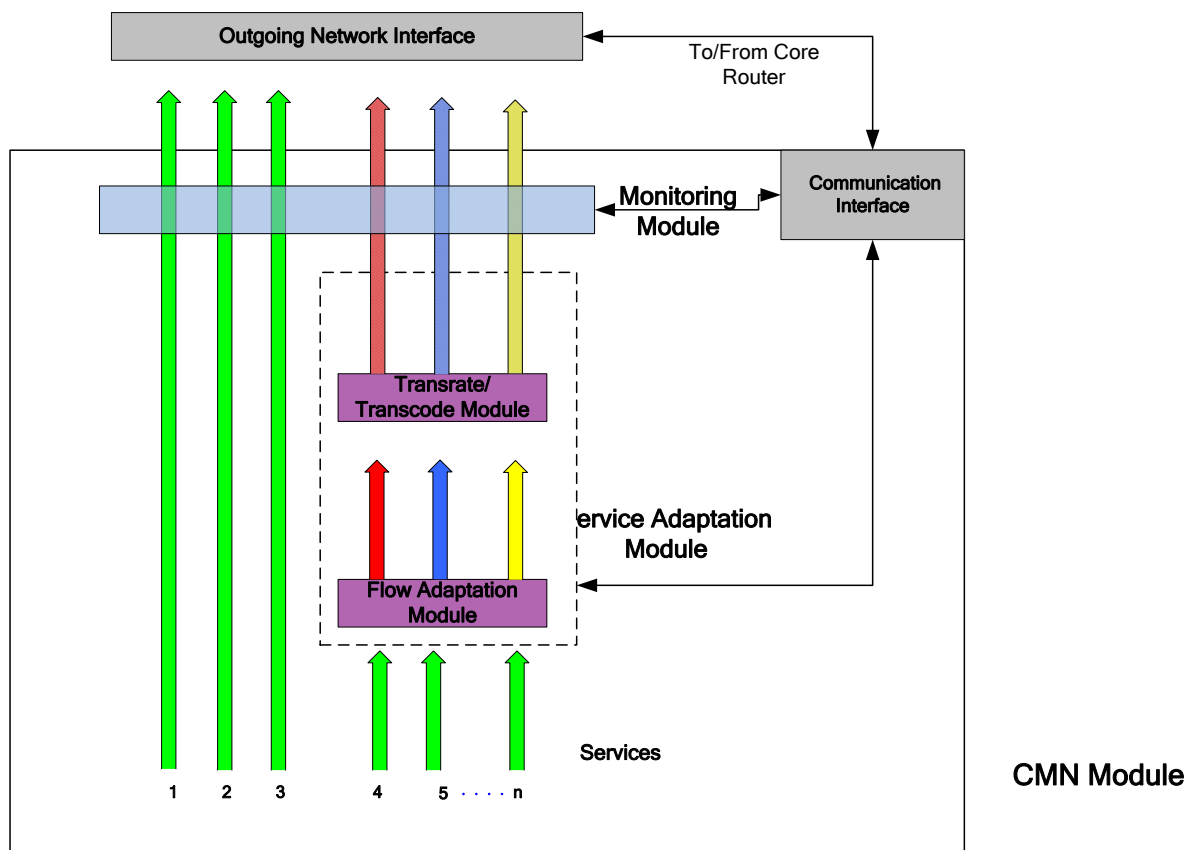 Outgoing Network Interface
To/From Core
Router
Communication
Interface
Monitoring
Module
Transrate/
Transcode Module
ervice Adaptation
Module
Flow Adaptation
Module
Services
1 2 3 4 5 . . . . n
CMN Module